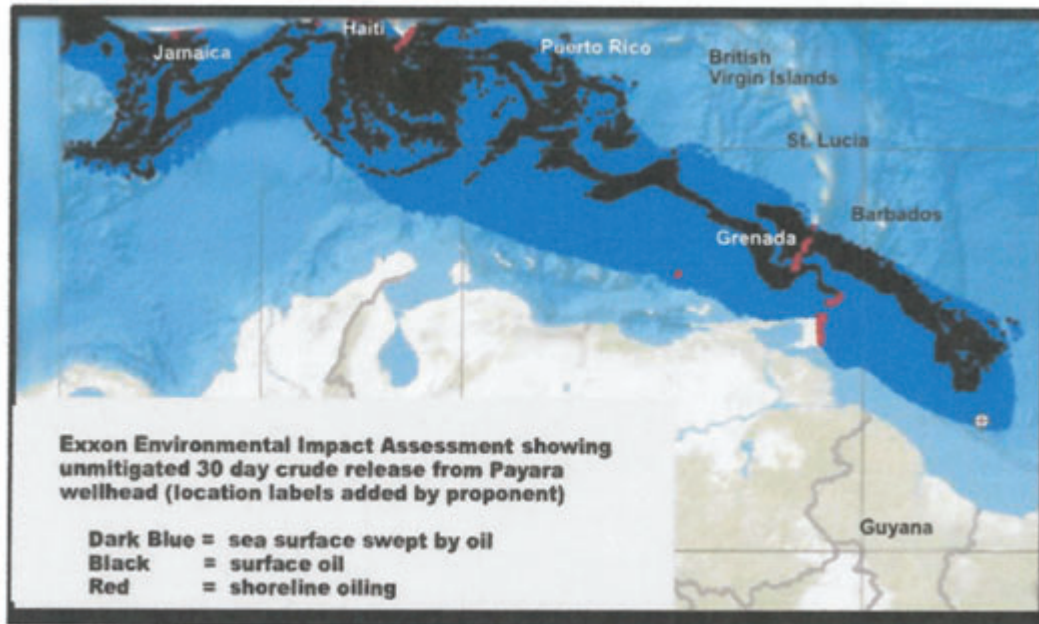 Haiti
Jamaica
Puerto Rico
British
Virgin Islands
St. Lucia
Barbados
Grenada
Exxon Environmental Impact Assessment showing
unmitigated 30 day crude release from Payara
wellhead (location labels added by proponent)
Dark Blue = sea surface swept by oil
Black = surface oil
Red = shoreline oiling
Guyana